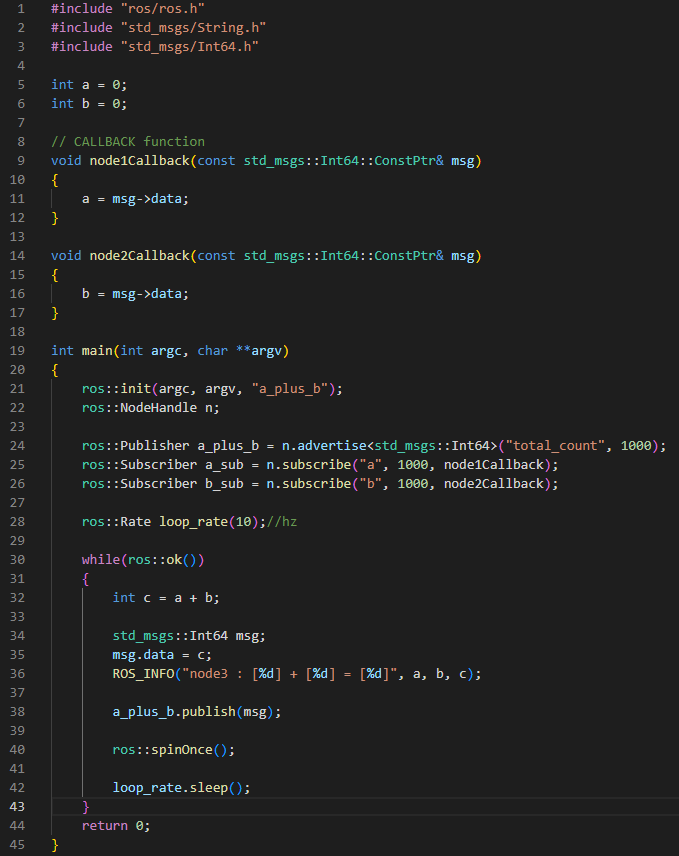 1 #include "ros/ros.h"
2 #include "std_msgs/String.h"
3 #include "std_msgs/Int64.h"
4
5 int a = 0;
6 int b = 0;
7
8 // CALLBACK function
9 void node1Callback(const std_msgs::Int64::ConstPtr& msg)
10 {
11     a = msg->data;
12 }
13
14 void node2Callback(const std_msgs::Int64::ConstPtr& msg)
15 {
16     b = msg->data;
17 }
18
19 int main(int argc, char **argv)
20 {
21     ros::init(argc, argv, "a_plus_b");
22     ros::NodeHandle n;
23
24     ros::Publisher a_plus_b = n.advertise<std_msgs::Int64>("total_count", 1000);
25     ros::Subscriber a_sub = n.subscribe("a", 1000, node1Callback);
26     ros::Subscriber b_sub = n.subscribe("b", 1000, node2Callback);
27
28     ros::Rate loop_rate(10);//hz
29
30     while(ros::ok())
31     {
32         int c = a + b;
33
34         std_msgs::Int64 msg;
35         msg.data = c;
36         ROS_INFO("node3 : [%d] + [%d] = [%d]", a, b, c);
37
38         a_plus_b.publish(msg);
39
40         ros::spinOnce();
41
42         loop_rate.sleep();
43     }
44     return 0;
45 }